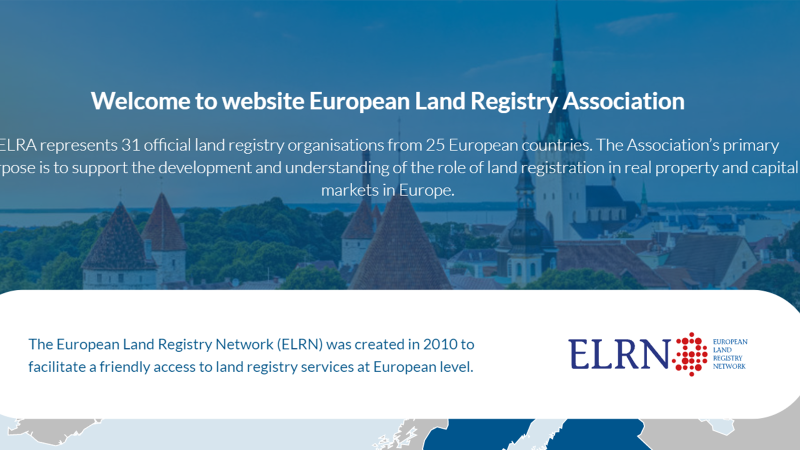 Welcome to website European Land Registry Association
ELRA represents 31 official land registry organisations from 25 European countries. The Association’s primary
is to support the development and understanding of the role of land registration in real property and capital
markets in Europe.
The European Land Registry Network (ELRN) was created in 2010 to
facilitate a friendly access to land registry services at European level.
ELRN
EUROPEAN
LAND
REGISTRY
NETWORK